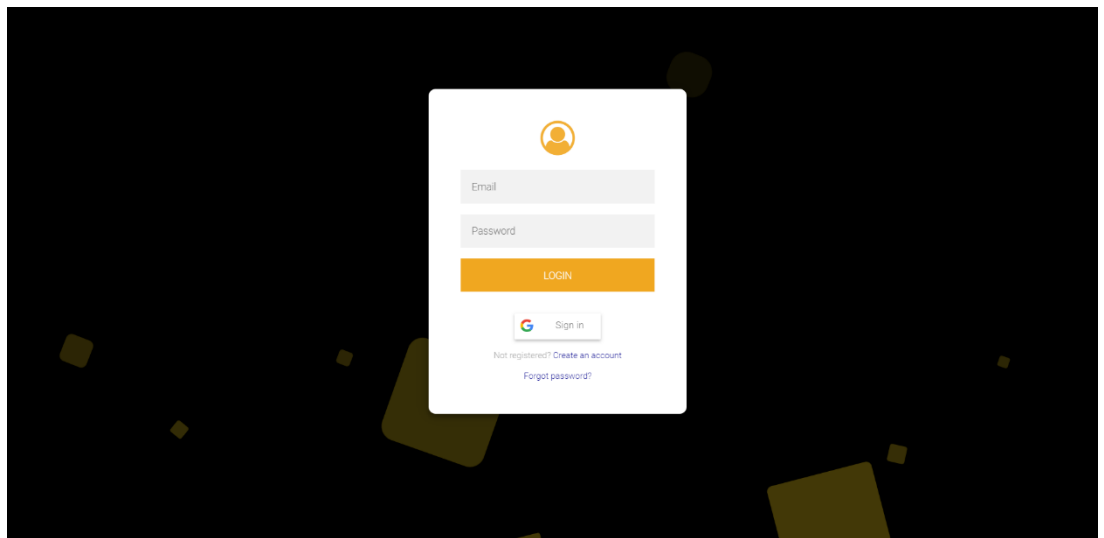 Email
Password
LOGIN
Sign in
Not registered? Create an account
Forgot password?